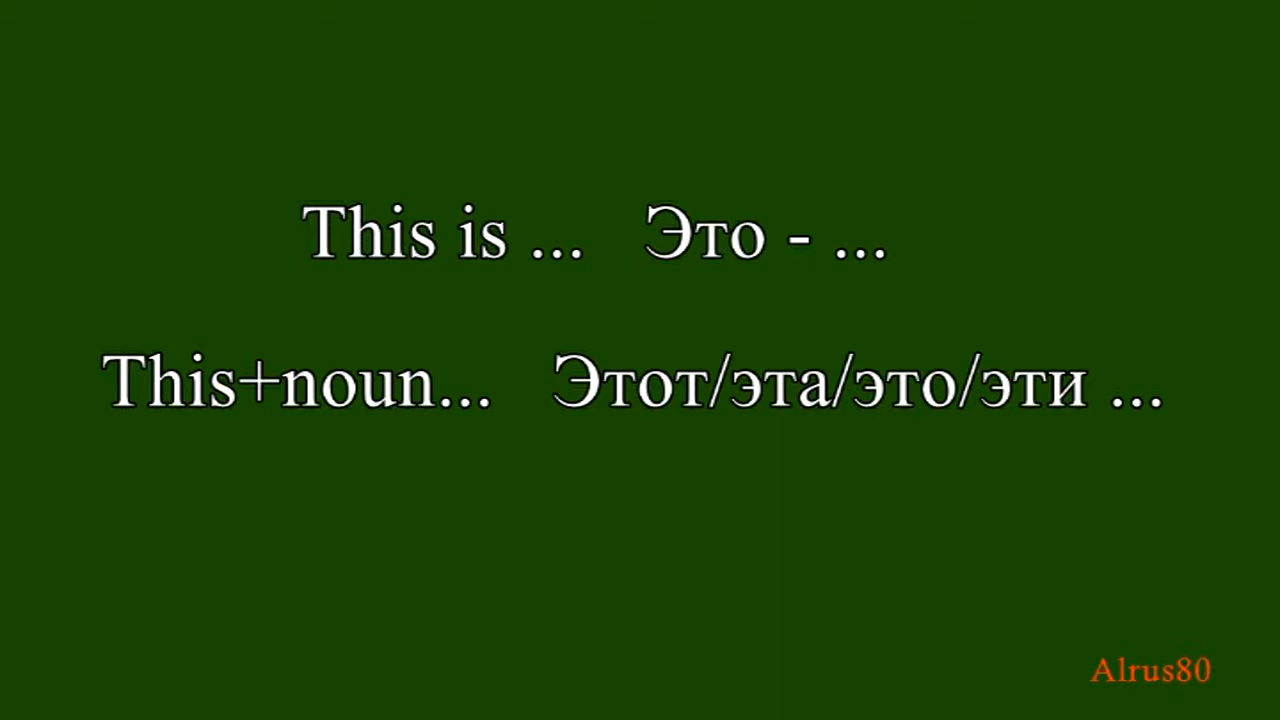 This is ... Это - ...
This+noun... Этот/эта/это/эти ...
Alrus80